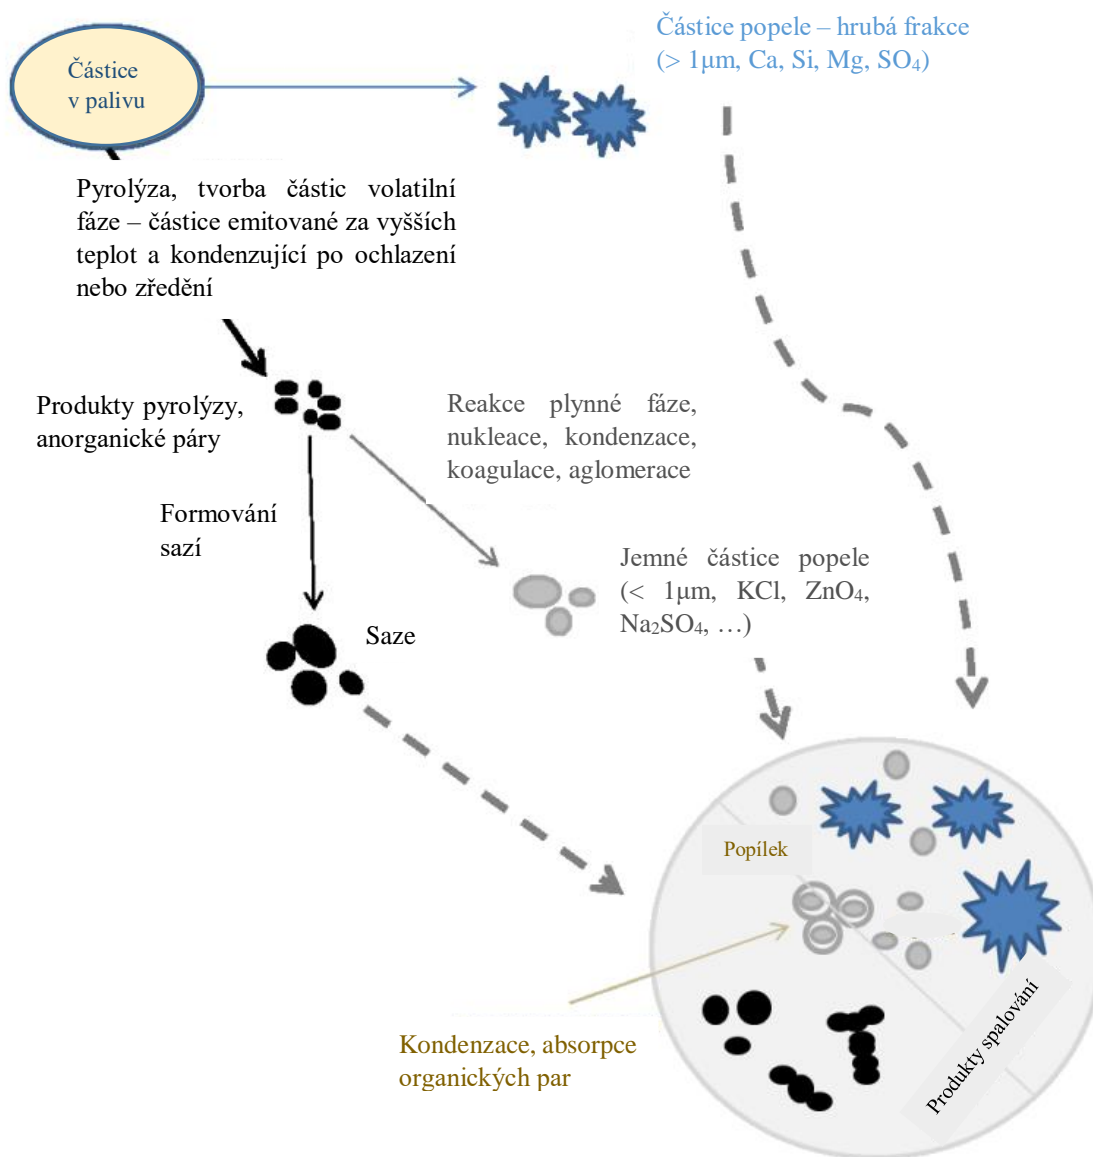 Částice
v palivu
Částice popele – hrubá frakce
(> 1μm, Ca, Si, Mg, SO₄)
Pyrolýza, tvorba částic volatilní
fáze – částice emitované za vyšších
teplot a kondenzující po ochlazení
nebo zředění
Produkty pyrolýzy,
anorganické páry
Reakce plynné fáze,
nukleace, kondenzace,
koagulace, aglomerace
Formování
sazí
Jemné částice popele
(< 1μm, KCl, ZnO₄,
Na₂SO₄, …)
Saze
Popílek
Produkty spalování
Kondenzace, absorpce
organických par